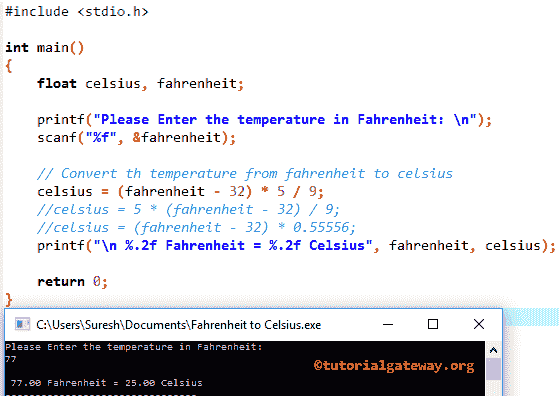 #include <stdio.h>
int main()
{
    float celsius, fahrenheit;
    printf("Please Enter the temperature in Fahrenheit: \n");
    scanf("%f", &fahrenheit);
    // Convert th temperature from fahrenheit to celsius
    celsius = (fahrenheit - 32) * 5 / 9;
    //celsius = 5 * (fahrenheit - 32) / 9;
    //celsius = (fahrenheit - 32) * 0.55556;
    printf("\n %.2f Fahrenheit = %.2f Celsius", fahrenheit, celsius);
    return 0;
}
C:\Users\Suresh\Documents\Fahrenheit to Celsius.exe
Please Enter the temperature in Fahrenheit:
77
©tutorialgateway.org
 77.00 Fahrenheit = 25.00 Celsius
--------------------------------